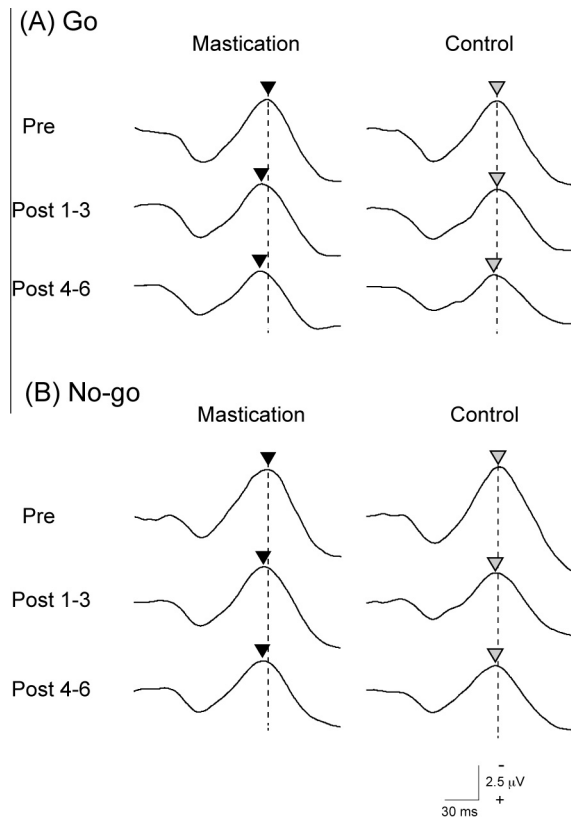 (A) Go
Mastication Control
Pre
Post 1-3
Post 4-6
(B) No-go
Mastication Control
Pre
Post 1-3
Post 4-6
-
2.5 μV
+
30 ms